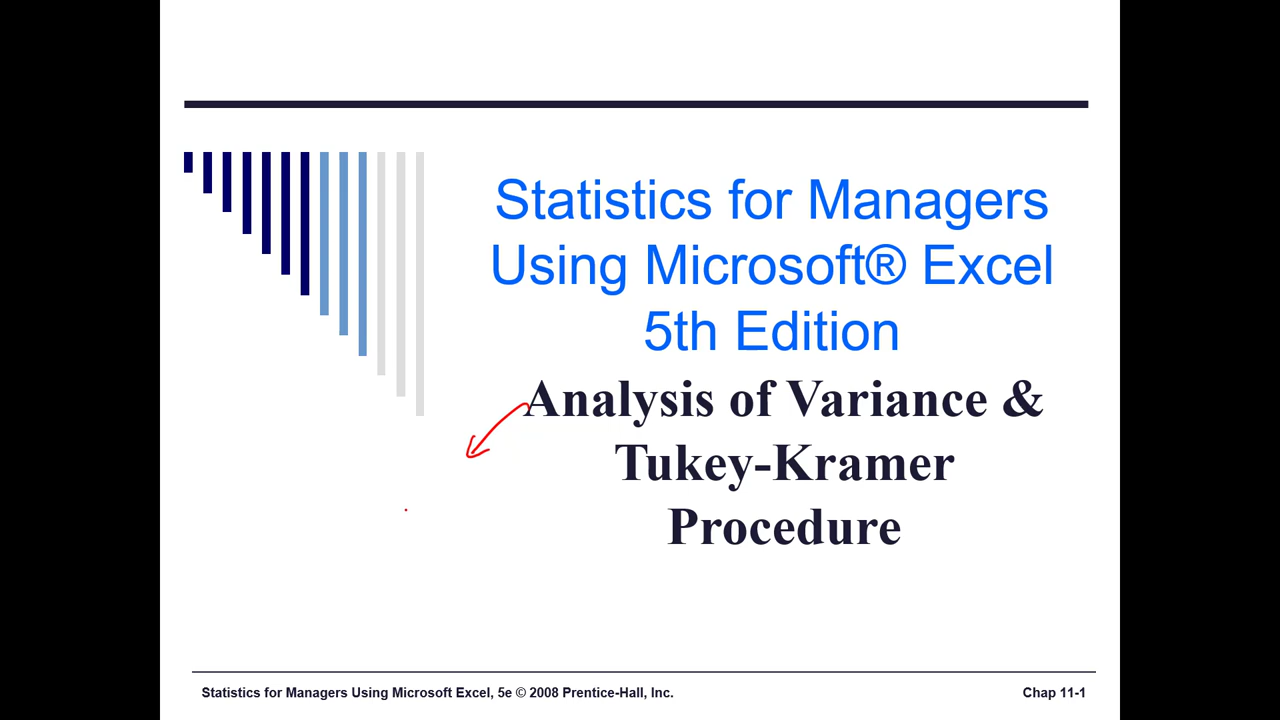 Statistics for Managers
Using Microsoft® Excel
5th Edition
Analysis of Variance &
Tukey-Kramer
Procedure
Statistics for Managers Using Microsoft Excel, 5e © 2008 Prentice-Hall, Inc.
Chap 11-1